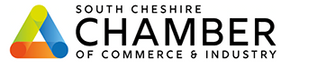 SOUTH CHESHIRE
CHAMBER
OF COMMERCE & INDUSTRY